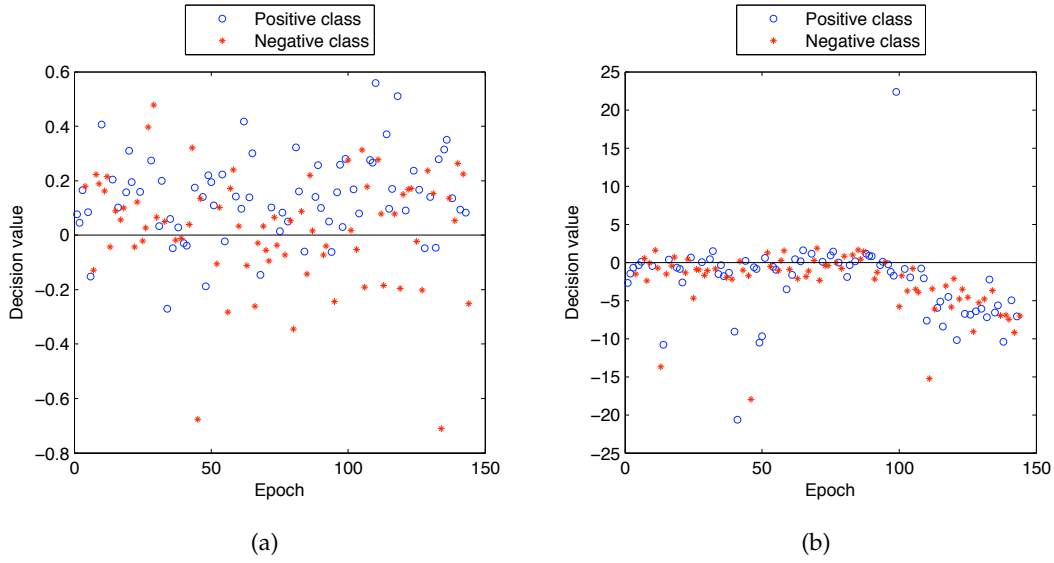 Positive class
Negative class
0.6
0.4
0.2
0
−0.2
−0.4
−0.6
−0.8
Decision value
0
50
100
150
Epoch
(a)
Positive class
Negative class
25
20
15
10
5
0
−5
−10
−15
−20
−25
Decision value
0
50
100
150
Epoch
(b)